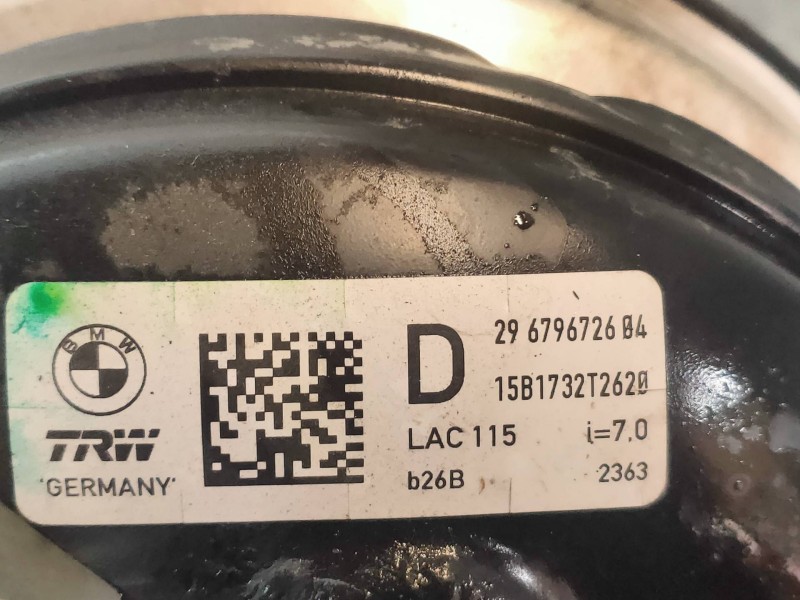 BMW
TRW
'GERMANY'
D
29 6796726 04
15B1732T2620
LAC 115 i=7.0
b26B 2363